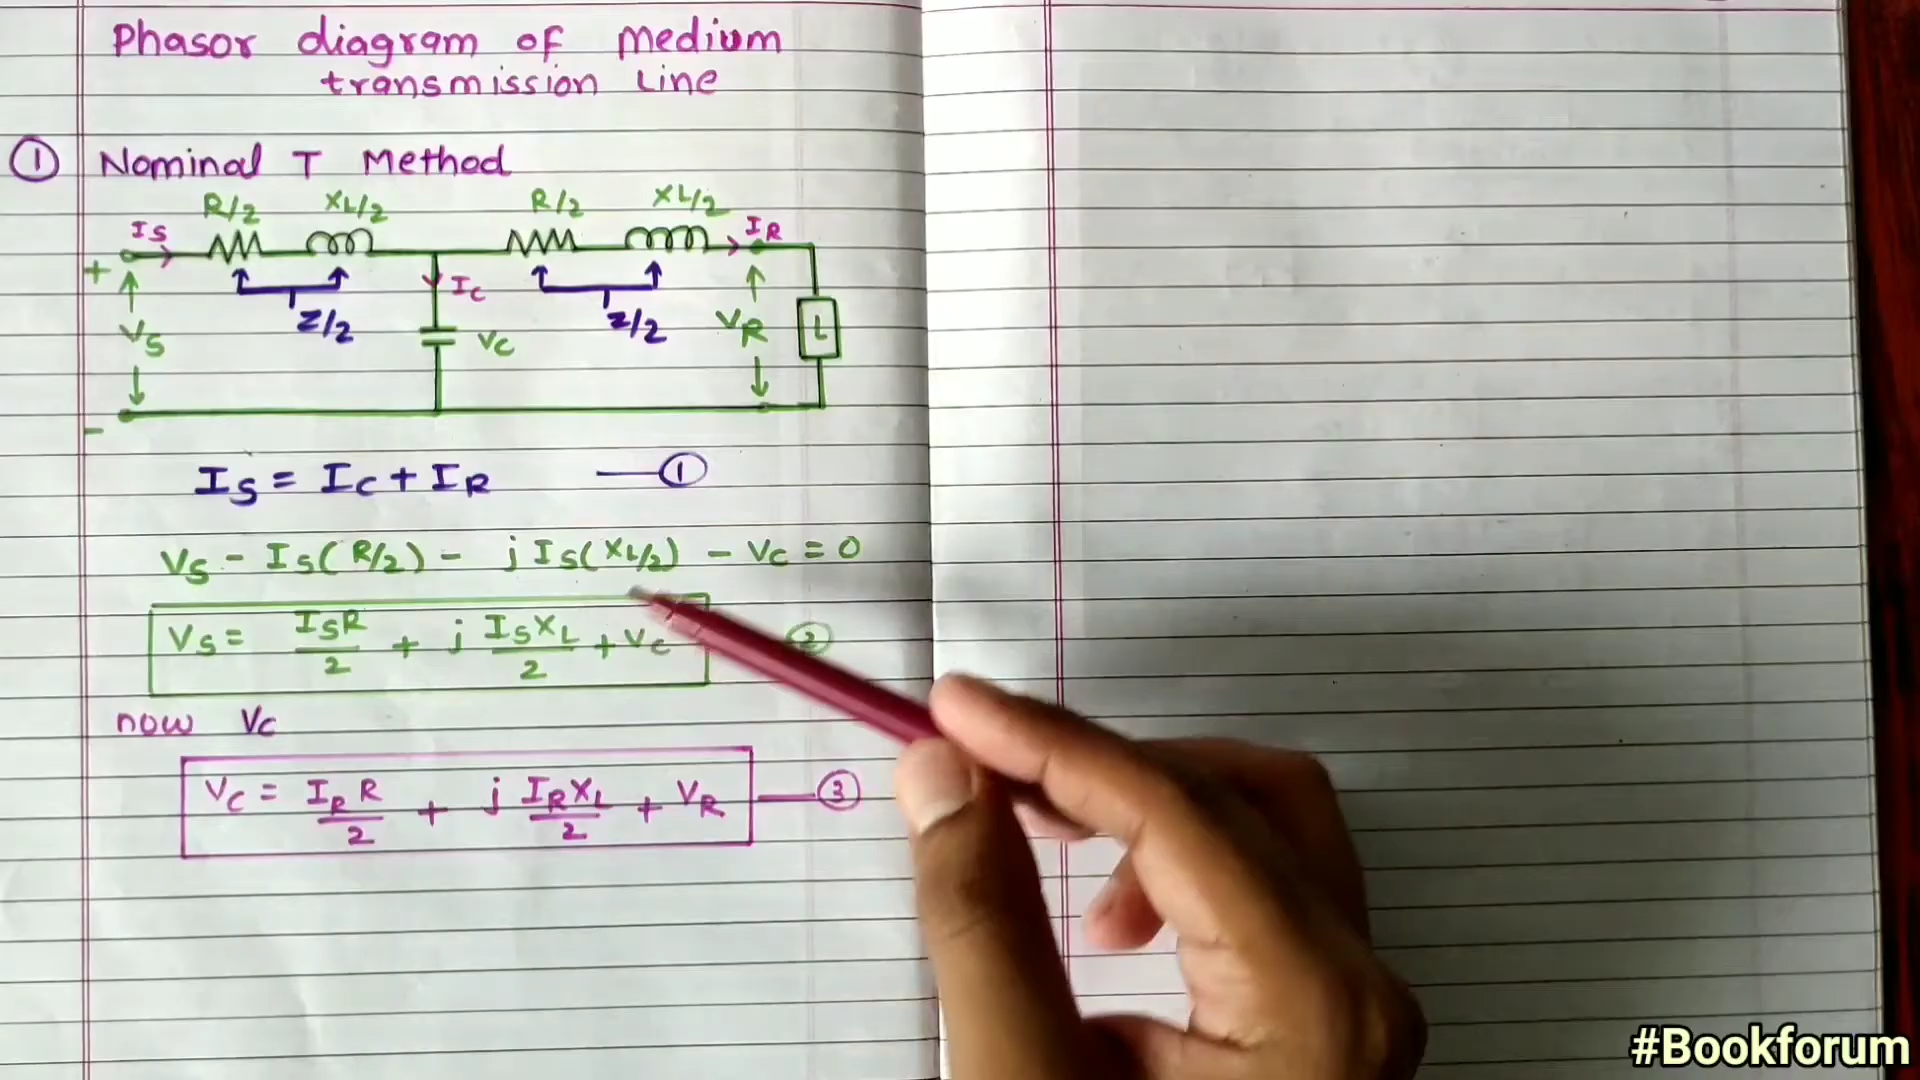 Phasor diagram of medium
transmission Line
① Nominal T Method
R/2 XL/2 R/2 XL/2
IS IR
+ IC
Z/2 Z/2
VS VC VR L
-
IS = IC + IR —①
VS - IS(R/2) - j IS(XL/2) - VC = 0
VS = ISR/2 + j ISXL/2 + VC ②
now VC
VC = IRR/2 + j IRXL/2 + VR —③
#Bookforum